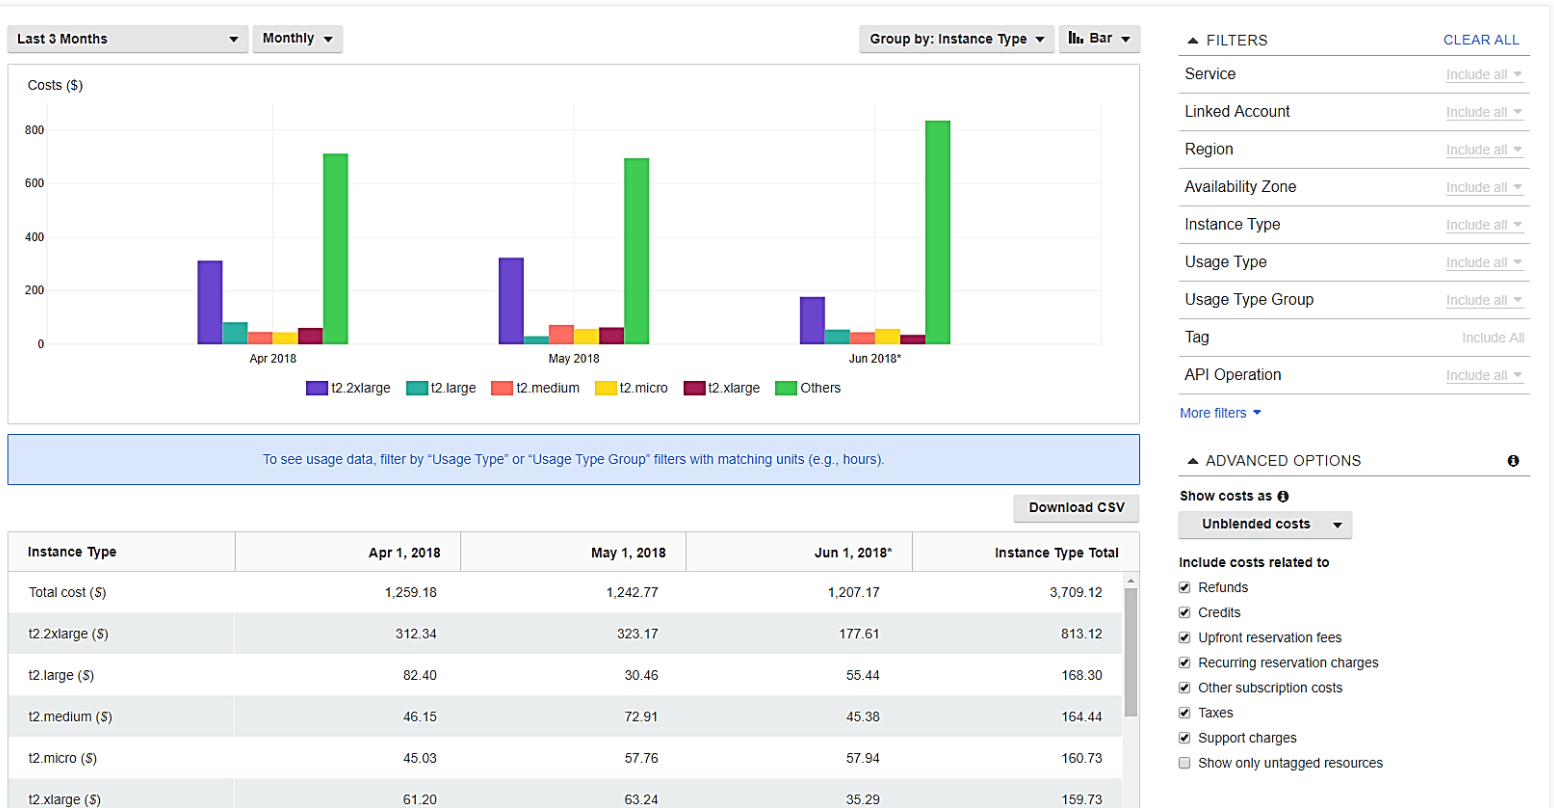 Last 3 Months
Monthly
Group by: Instance Type
Bar
Costs ($)
800
600
400
200
0
Apr 2018
May 2018
Jun 2018*
t2.2xlarge t2.large t2.medium t2.micro t2.xlarge Others
To see usage data, filter by “Usage Type” or “Usage Type Group” filters with matching units (e.g., hours).
Download CSV
Instance Type Apr 1, 2018 May 1, 2018 Jun 1, 2018* Instance Type Total
Total cost ($) 1,259.18 1,242.77 1,207.17 3,709.12
t2.2xlarge ($) 312.34 323.17 177.61 813.12
t2.large ($) 82.40 30.46 55.44 168.30
t2.medium ($) 46.15 72.91 45.38 164.44
t2.micro ($) 45.03 57.76 57.94 160.73
t2.xlarge ($) 61.20 63.24 35.29 159.73
FILTERS CLEAR ALL
Service Include all
Linked Account Include all
Region Include all
Availability Zone Include all
Instance Type Include all
Usage Type Include all
Usage Type Group Include all
Tag Include All
API Operation Include all
More filters
ADVANCED OPTIONS
Show costs as
Unblended costs
Include costs related to
Refunds
Credits
Upfront reservation fees
Recurring reservation charges
Other subscription costs
Taxes
Support charges
Show only untagged resources